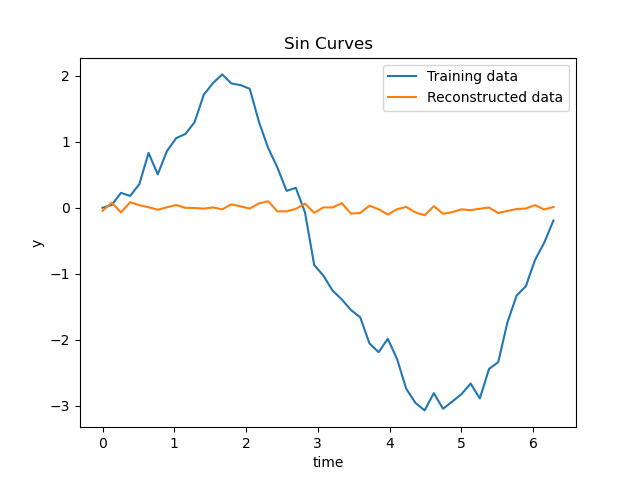 Sin Curves
Training data
Reconstructed data
2
1
0
−1
−2
−3
y
0 1 2 3 4 5 6
time